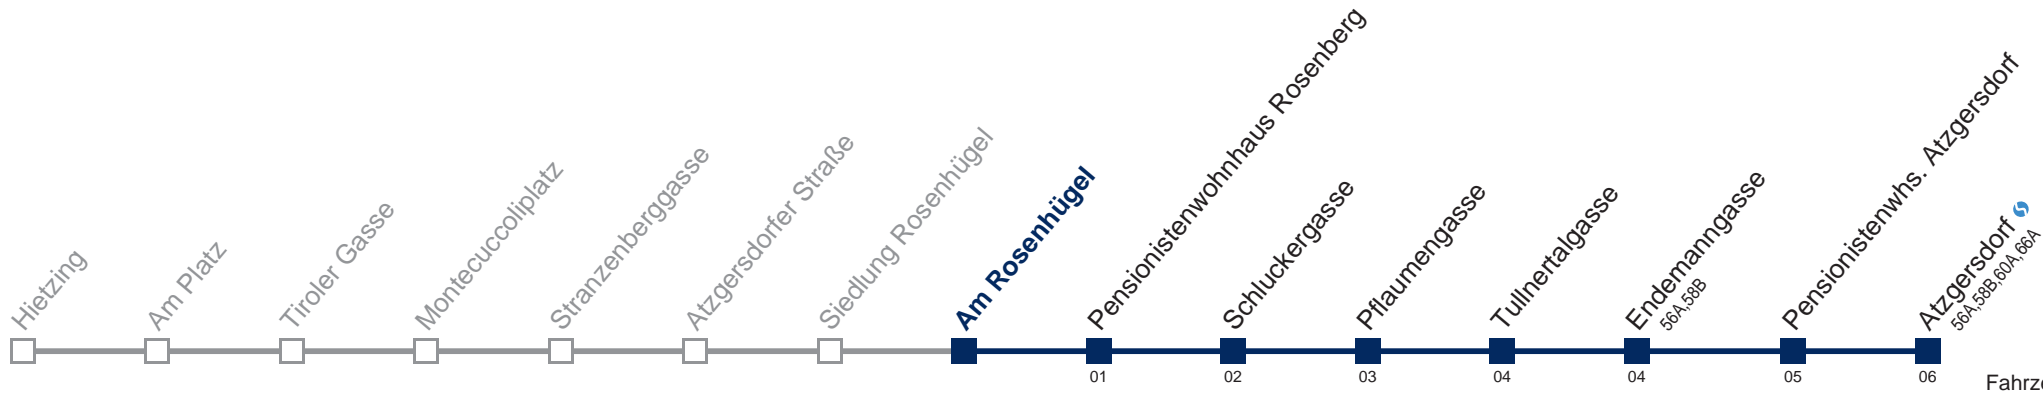 Hietzing
Am Platz
Tiroler Gasse
Montecuccoliplatz
Stranzenberggasse
Atzgersdorfer Straße
Siedlung Rosenhügel
Am Rosenhügel
Pensionistenwohnhaus Rosenberg
Schluckergasse
Pflaumengasse
Tullnertalgasse
Endemanngasse
56A,58B
Pensionistenwhs. Atzgersdorf
Atzgersdorf
56A,58B,60A,66A
01
02
03
04
04
05
06
Fahrze